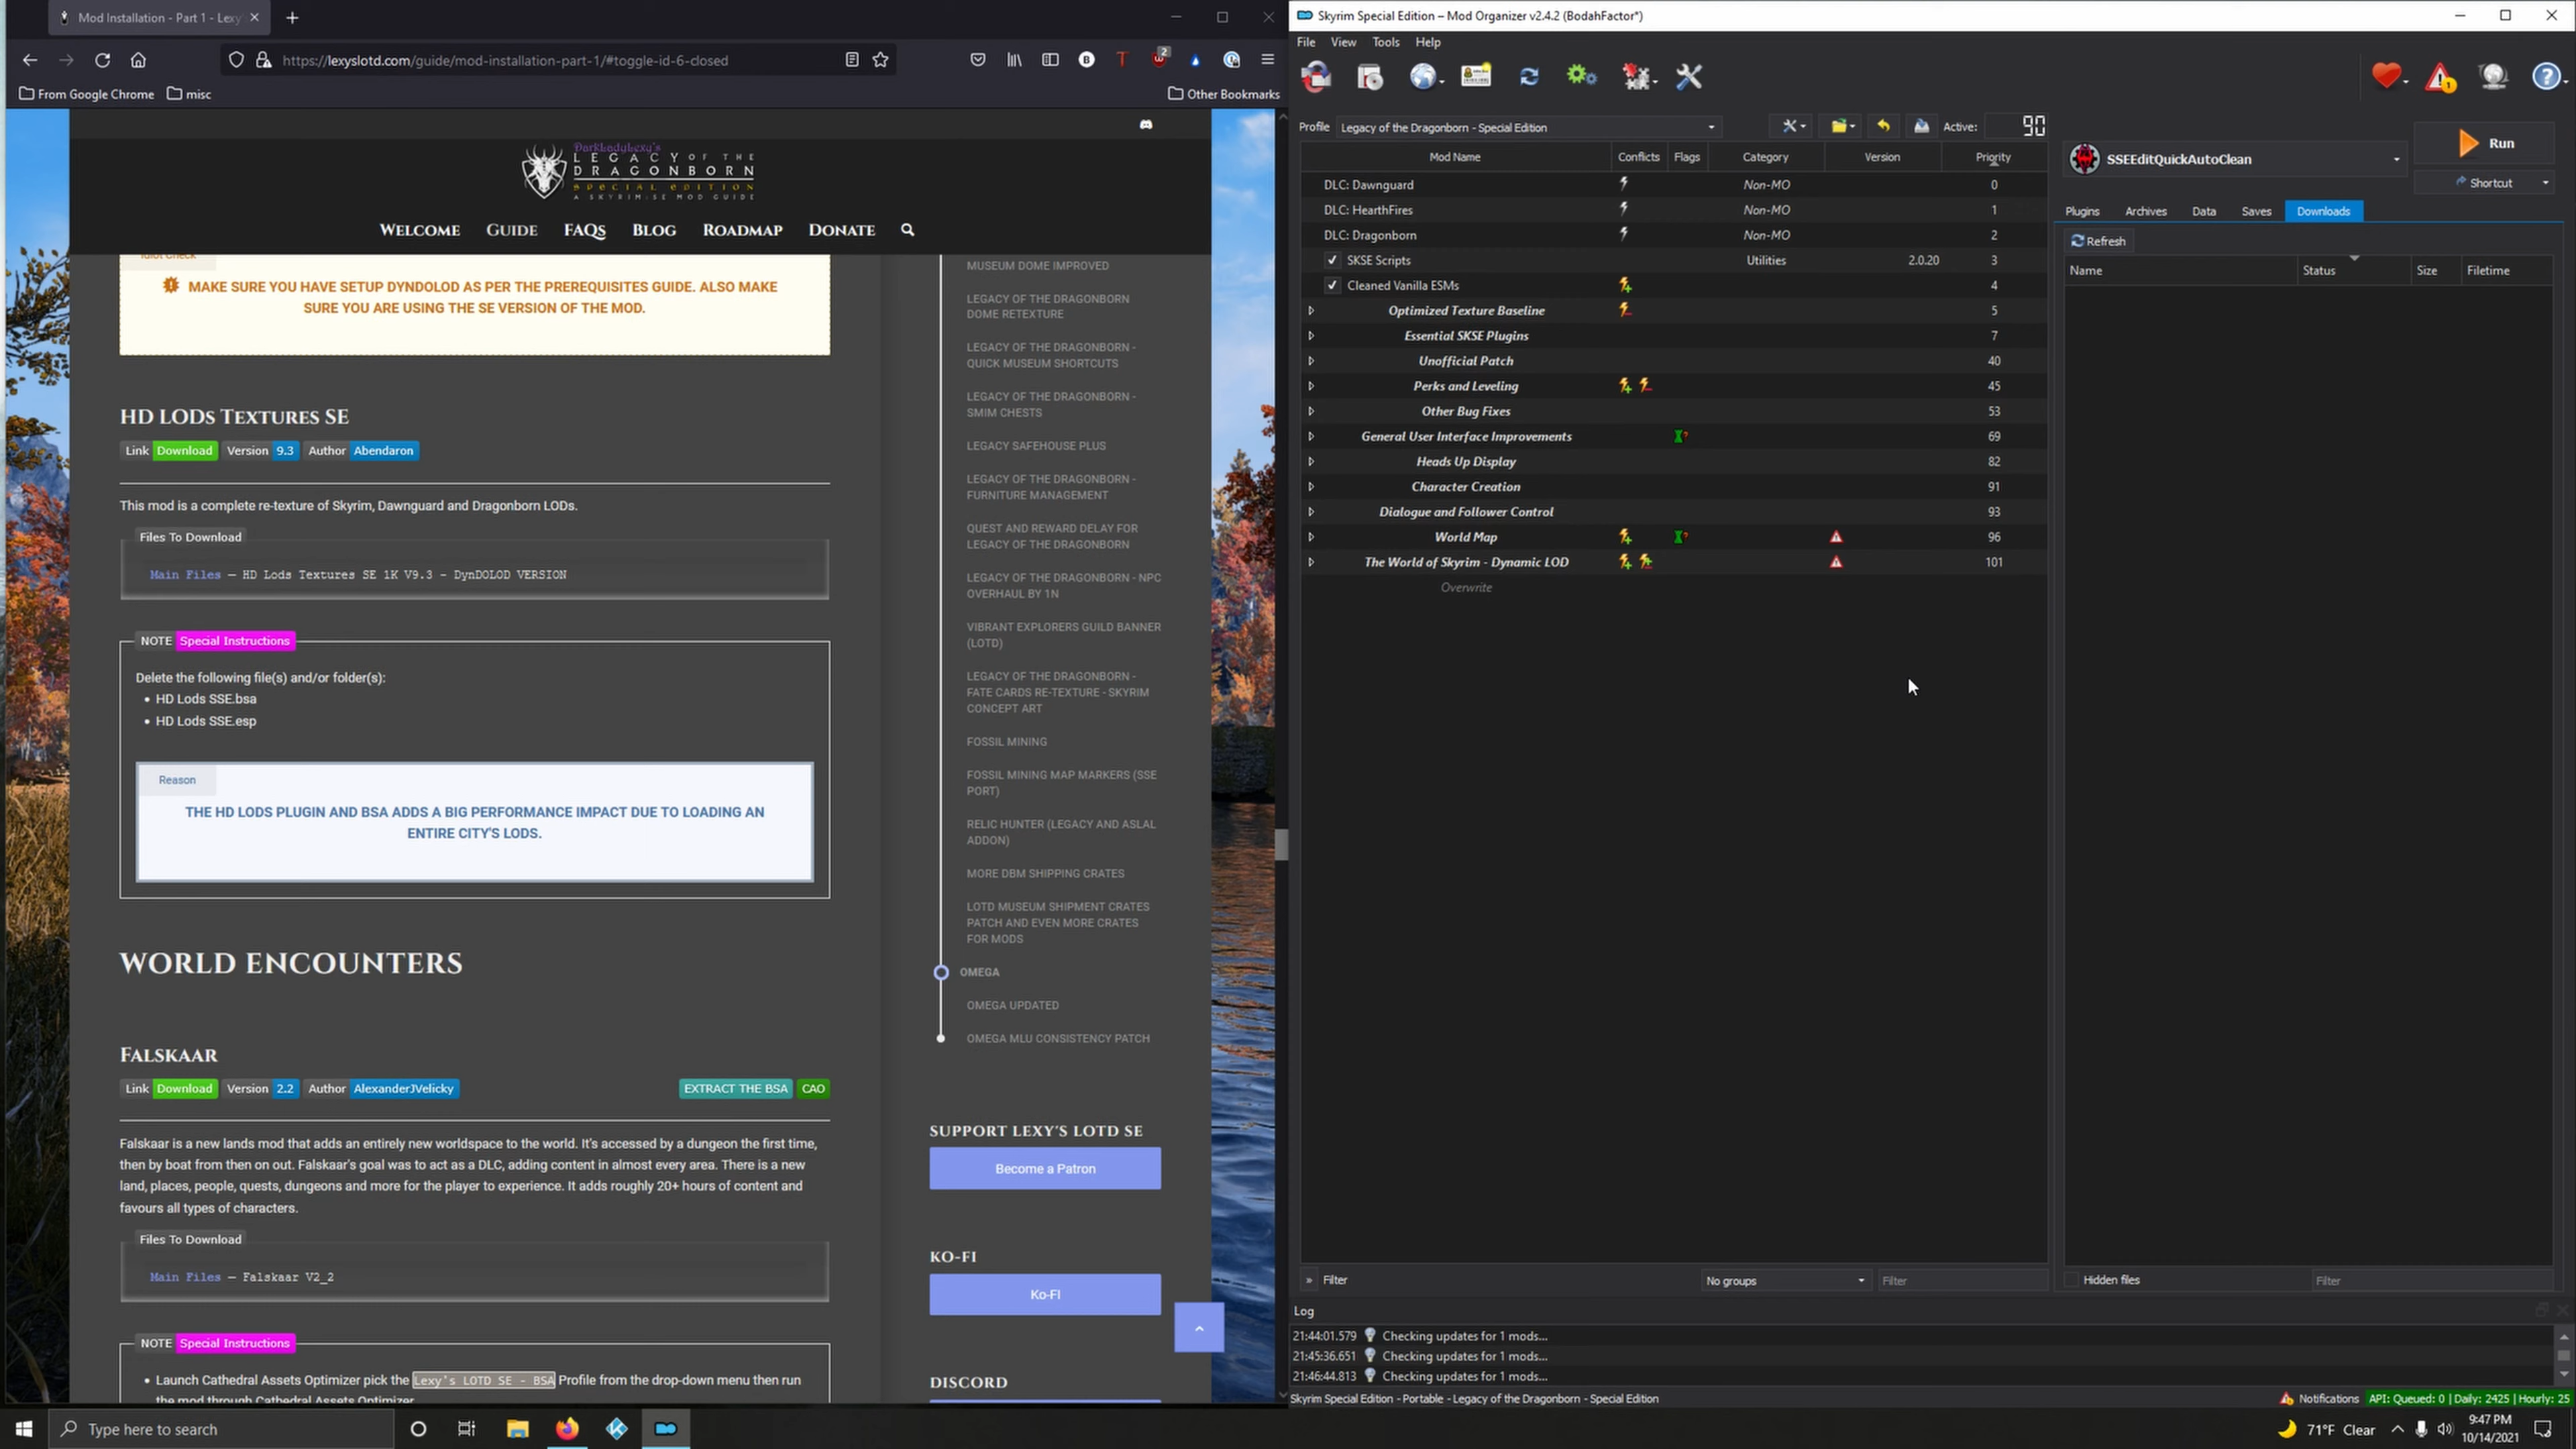 Mod Installation - Part 1 - Lexy
https://lexyslotd.com/guide/mod-installation-part-1/#toggle-id-6-closed
2
From Google Chrome
misc
Other Bookmarks
DarkLadyLexy's
LEGACY OF THE
DRAGONBORN
SPECIAL EDITION
A SKYRIM:SE MOD GUIDE
WELCOME
GUIDE
FAQS
BLOG
ROADMAP
DONATE
Idiot Check
MAKE SURE YOU HAVE SETUP DYNDOLOD AS PER THE PREREQUISITES GUIDE. ALSO MAKE
SURE YOU ARE USING THE SE VERSION OF THE MOD.
HD LODS TEXTURES SE
Link Download Version 9.3 Author Abendaron
This mod is a complete re-texture of Skyrim, Dawnguard and Dragonborn LODs.
Files To Download
Main Files – HD Lods Textures SE 1K V9.3 - DynDOLOD VERSION
NOTE Special Instructions
Delete the following file(s) and/or folder(s):
• HD Lods SSE.bsa
• HD Lods SSE.esp
Reason
THE HD LODS PLUGIN AND BSA ADDS A BIG PERFORMANCE IMPACT DUE TO LOADING AN
ENTIRE CITY'S LODS.
WORLD ENCOUNTERS
FALSKAAR
Link Download Version 2.2 Author AlexanderJVelicky
EXTRACT THE BSA CAO
Falskaar is a new lands mod that adds an entirely new worldspace to the world. It's accessed by a dungeon the first time,
then by boat from then on out. Falskaar's goal was to act as a DLC, adding content in almost every area. There is a new
land, places, people, quests, dungeons and more for the player to experience. It adds roughly 20+ hours of content and
favours all types of characters.
Files To Download
Main Files – Falskaar V2_2
NOTE Special Instructions
• Launch Cathedral Assets Optimizer pick the Lexy's LOTD SE - BSA Profile from the drop-down menu then run
the mod through Cathedral Assets Optimizer
MUSEUM DOME IMPROVED
LEGACY OF THE DRAGONBORN
DOME RETEXTURE
LEGACY OF THE DRAGONBORN -
QUICK MUSEUM SHORTCUTS
LEGACY OF THE DRAGONBORN -
SMIM CHESTS
LEGACY SAFEHOUSE PLUS
LEGACY OF THE DRAGONBORN -
FURNITURE MANAGEMENT
QUEST AND REWARD DELAY FOR
LEGACY OF THE DRAGONBORN
LEGACY OF THE DRAGONBORN - NPC
OVERHAUL BY 1N
VIBRANT EXPLORERS GUILD BANNER
(LOTD)
LEGACY OF THE DRAGONBORN -
FATE CARDS RE-TEXTURE - SKYRIM
CONCEPT ART
FOSSIL MINING
FOSSIL MINING MAP MARKERS (SSE
PORT)
RELIC HUNTER (LEGACY AND ASLAL
ADDON)
MORE DBM SHIPPING CRATES
LOTD MUSEUM SHIPMENT CRATES
PATCH AND EVEN MORE CRATES
FOR MODS
OMEGA
OMEGA UPDATED
OMEGA MLU CONSISTENCY PATCH
SUPPORT LEXY'S LOTD SE
Become a Patron
KO-FI
Ko-FI
DISCORD
Skyrim Special Edition – Mod Organizer v2.4.2 (BodahFactor*)
File View Tools Help
Profile Legacy of the Dragonborn - Special Edition
Active: 90
Mod Name Conflicts Flags Category Version Priority
DLC: Dawnguard Non-MO 0
DLC: HearthFires Non-MO 1
DLC: Dragonborn Non-MO 2
SKSE Scripts Utilities 2.0.20 3
Cleaned Vanilla ESMs 4
Optimized Texture Baseline 5
Essential SKSE Plugins 7
Unofficial Patch 40
Perks and Leveling 45
Other Bug Fixes 53
General User Interface Improvements 69
Heads Up Display 82
Character Creation 91
Dialogue and Follower Control 93
World Map 96
The World of Skyrim - Dynamic LOD 101
Overwrite
» Filter
No groups
Filter
SSEEditQuickAutoClean
Run
Shortcut
Plugins Archives Data Saves Downloads
Refresh
Name Status Size Filetime
Hidden files
Filter
Log
21:44:01.579 Checking updates for 1 mods...
21:45:36.651 Checking updates for 1 mods...
21:46:44.813 Checking updates for 1 mods...
Skyrim Special Edition - Portable - Legacy of the Dragonborn - Special Edition
Notifications API: Queued: 0 | Daily: 2425 | Hourly: 25
Type here to search
71°F Clear
9:47 PM
10/14/2021